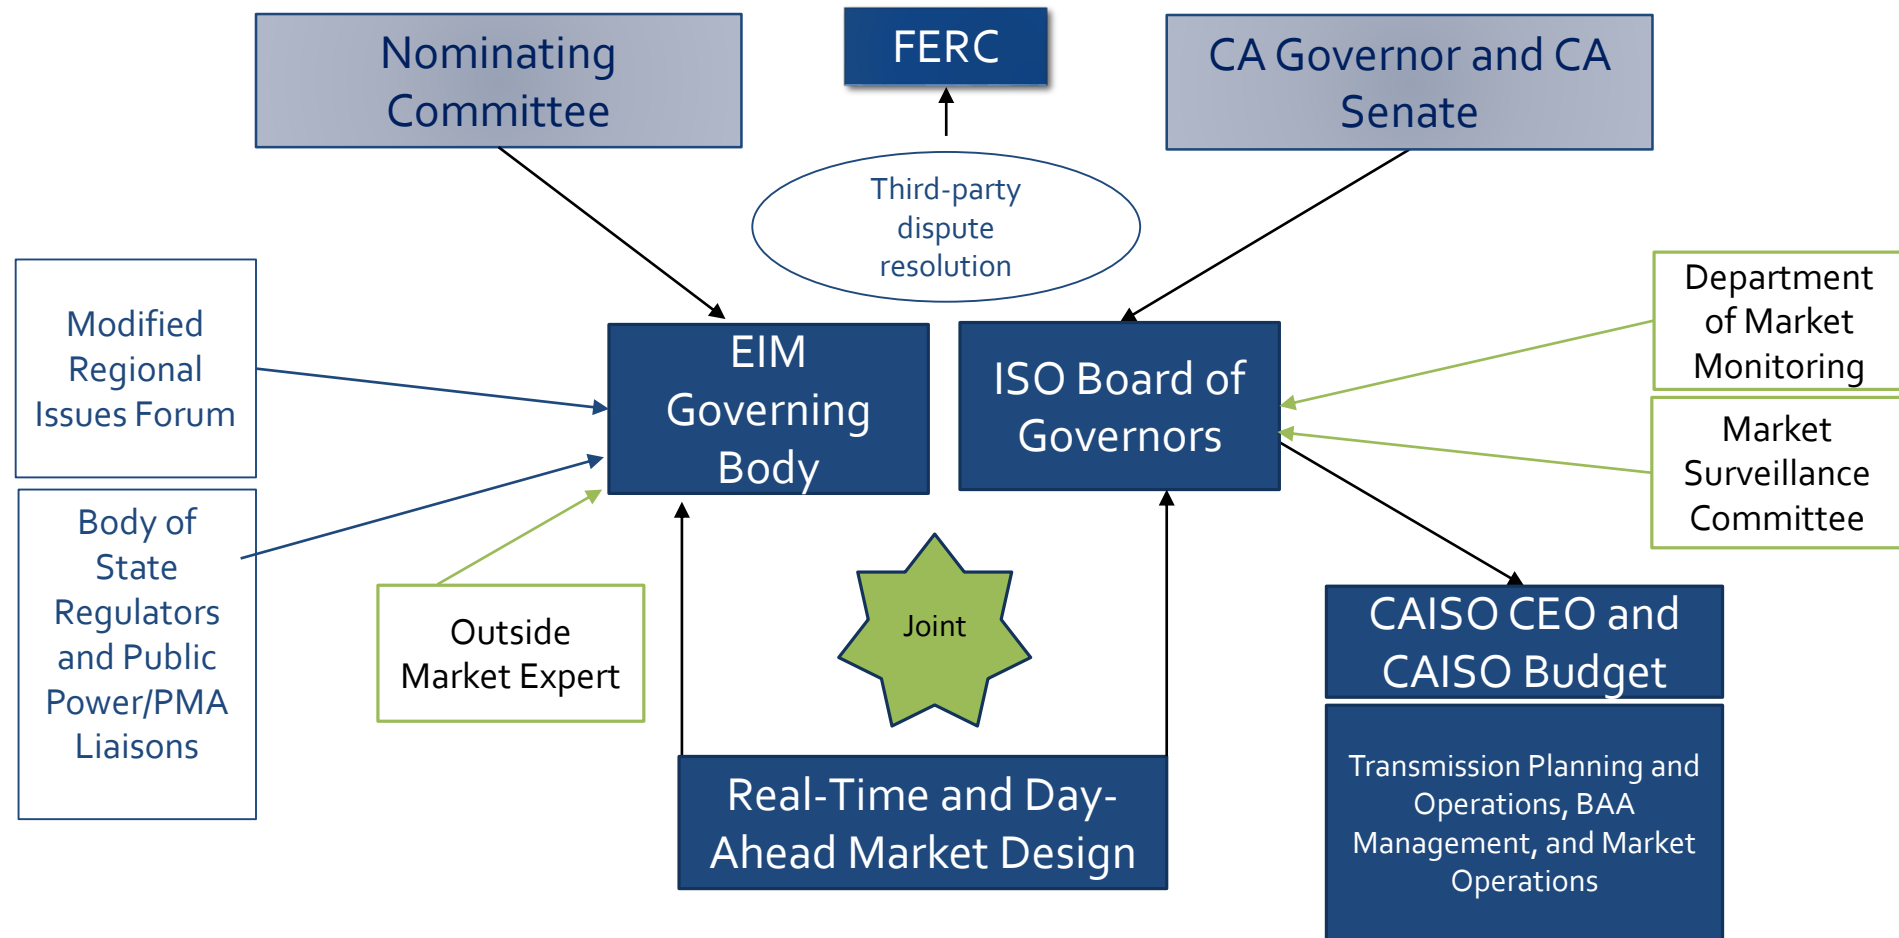 Nominating
Committee
FERC
CA Governor and CA
Senate
Third-party
dispute
resolution
Modified
Regional
Issues Forum
EIM
Governing
Body
ISO Board of
Governors
Department
of Market
Monitoring
Market
Surveillance
Committee
Body of
State
Regulators
and Public
Power/PMA
Liaisons
Outside
Market Expert
Joint
CAISO CEO and
CAISO Budget
Real-Time and Day-
Ahead Market Design
Transmission Planning and
Operations, BAA
Management, and Market
Operations